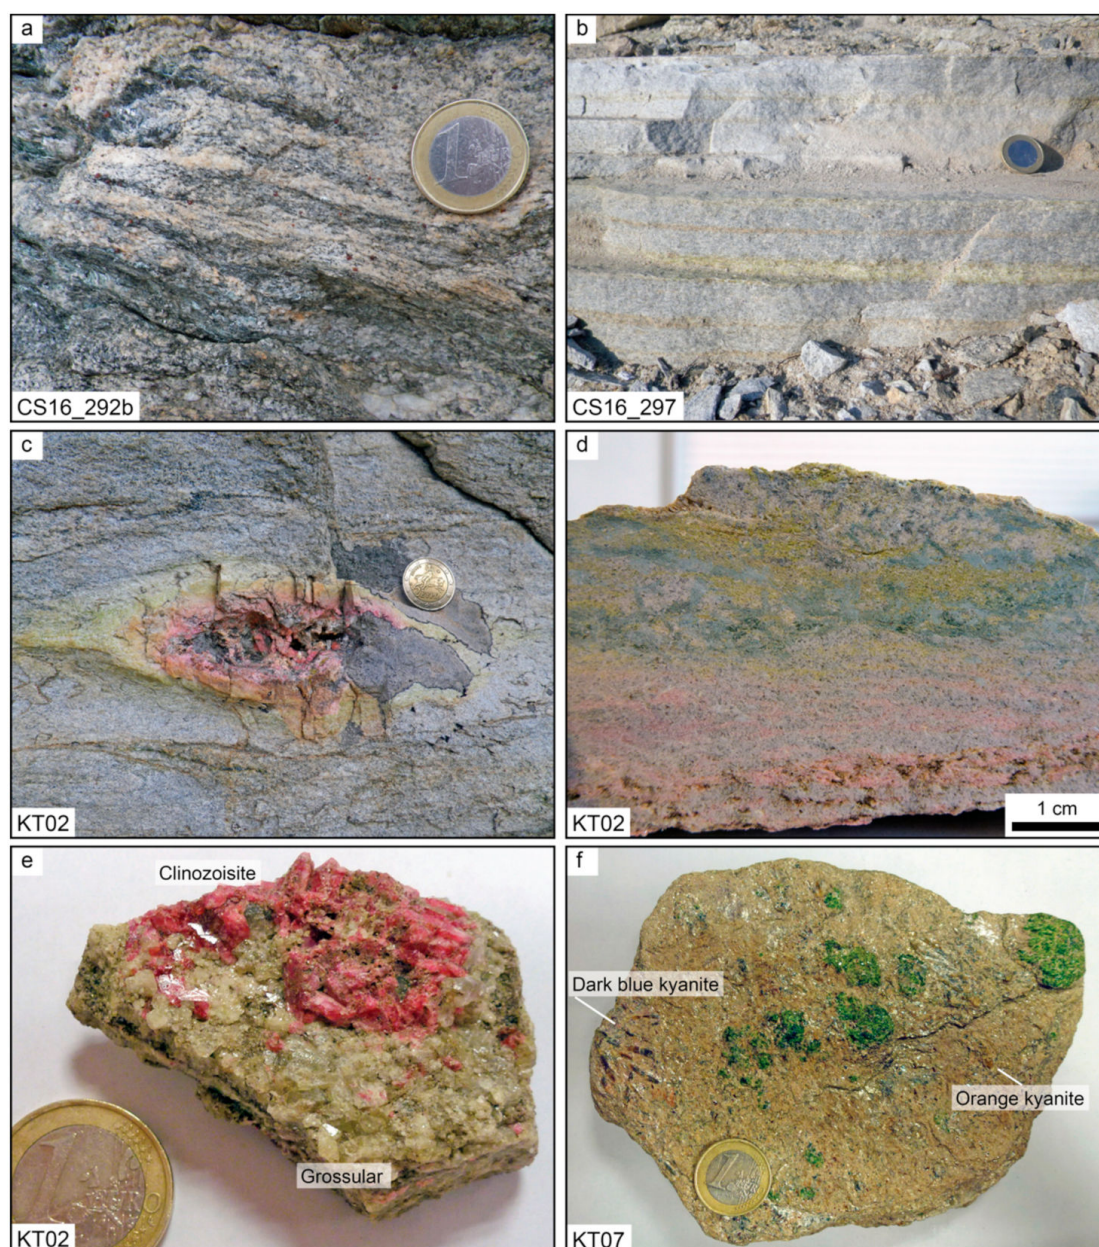 a
b
CS16_292b
CS16_297
c
d
KT02
1 cm
KT02
e
Clinozoisite
f
Dark blue kyanite
Orange kyanite
Grossular
KT02
KT07